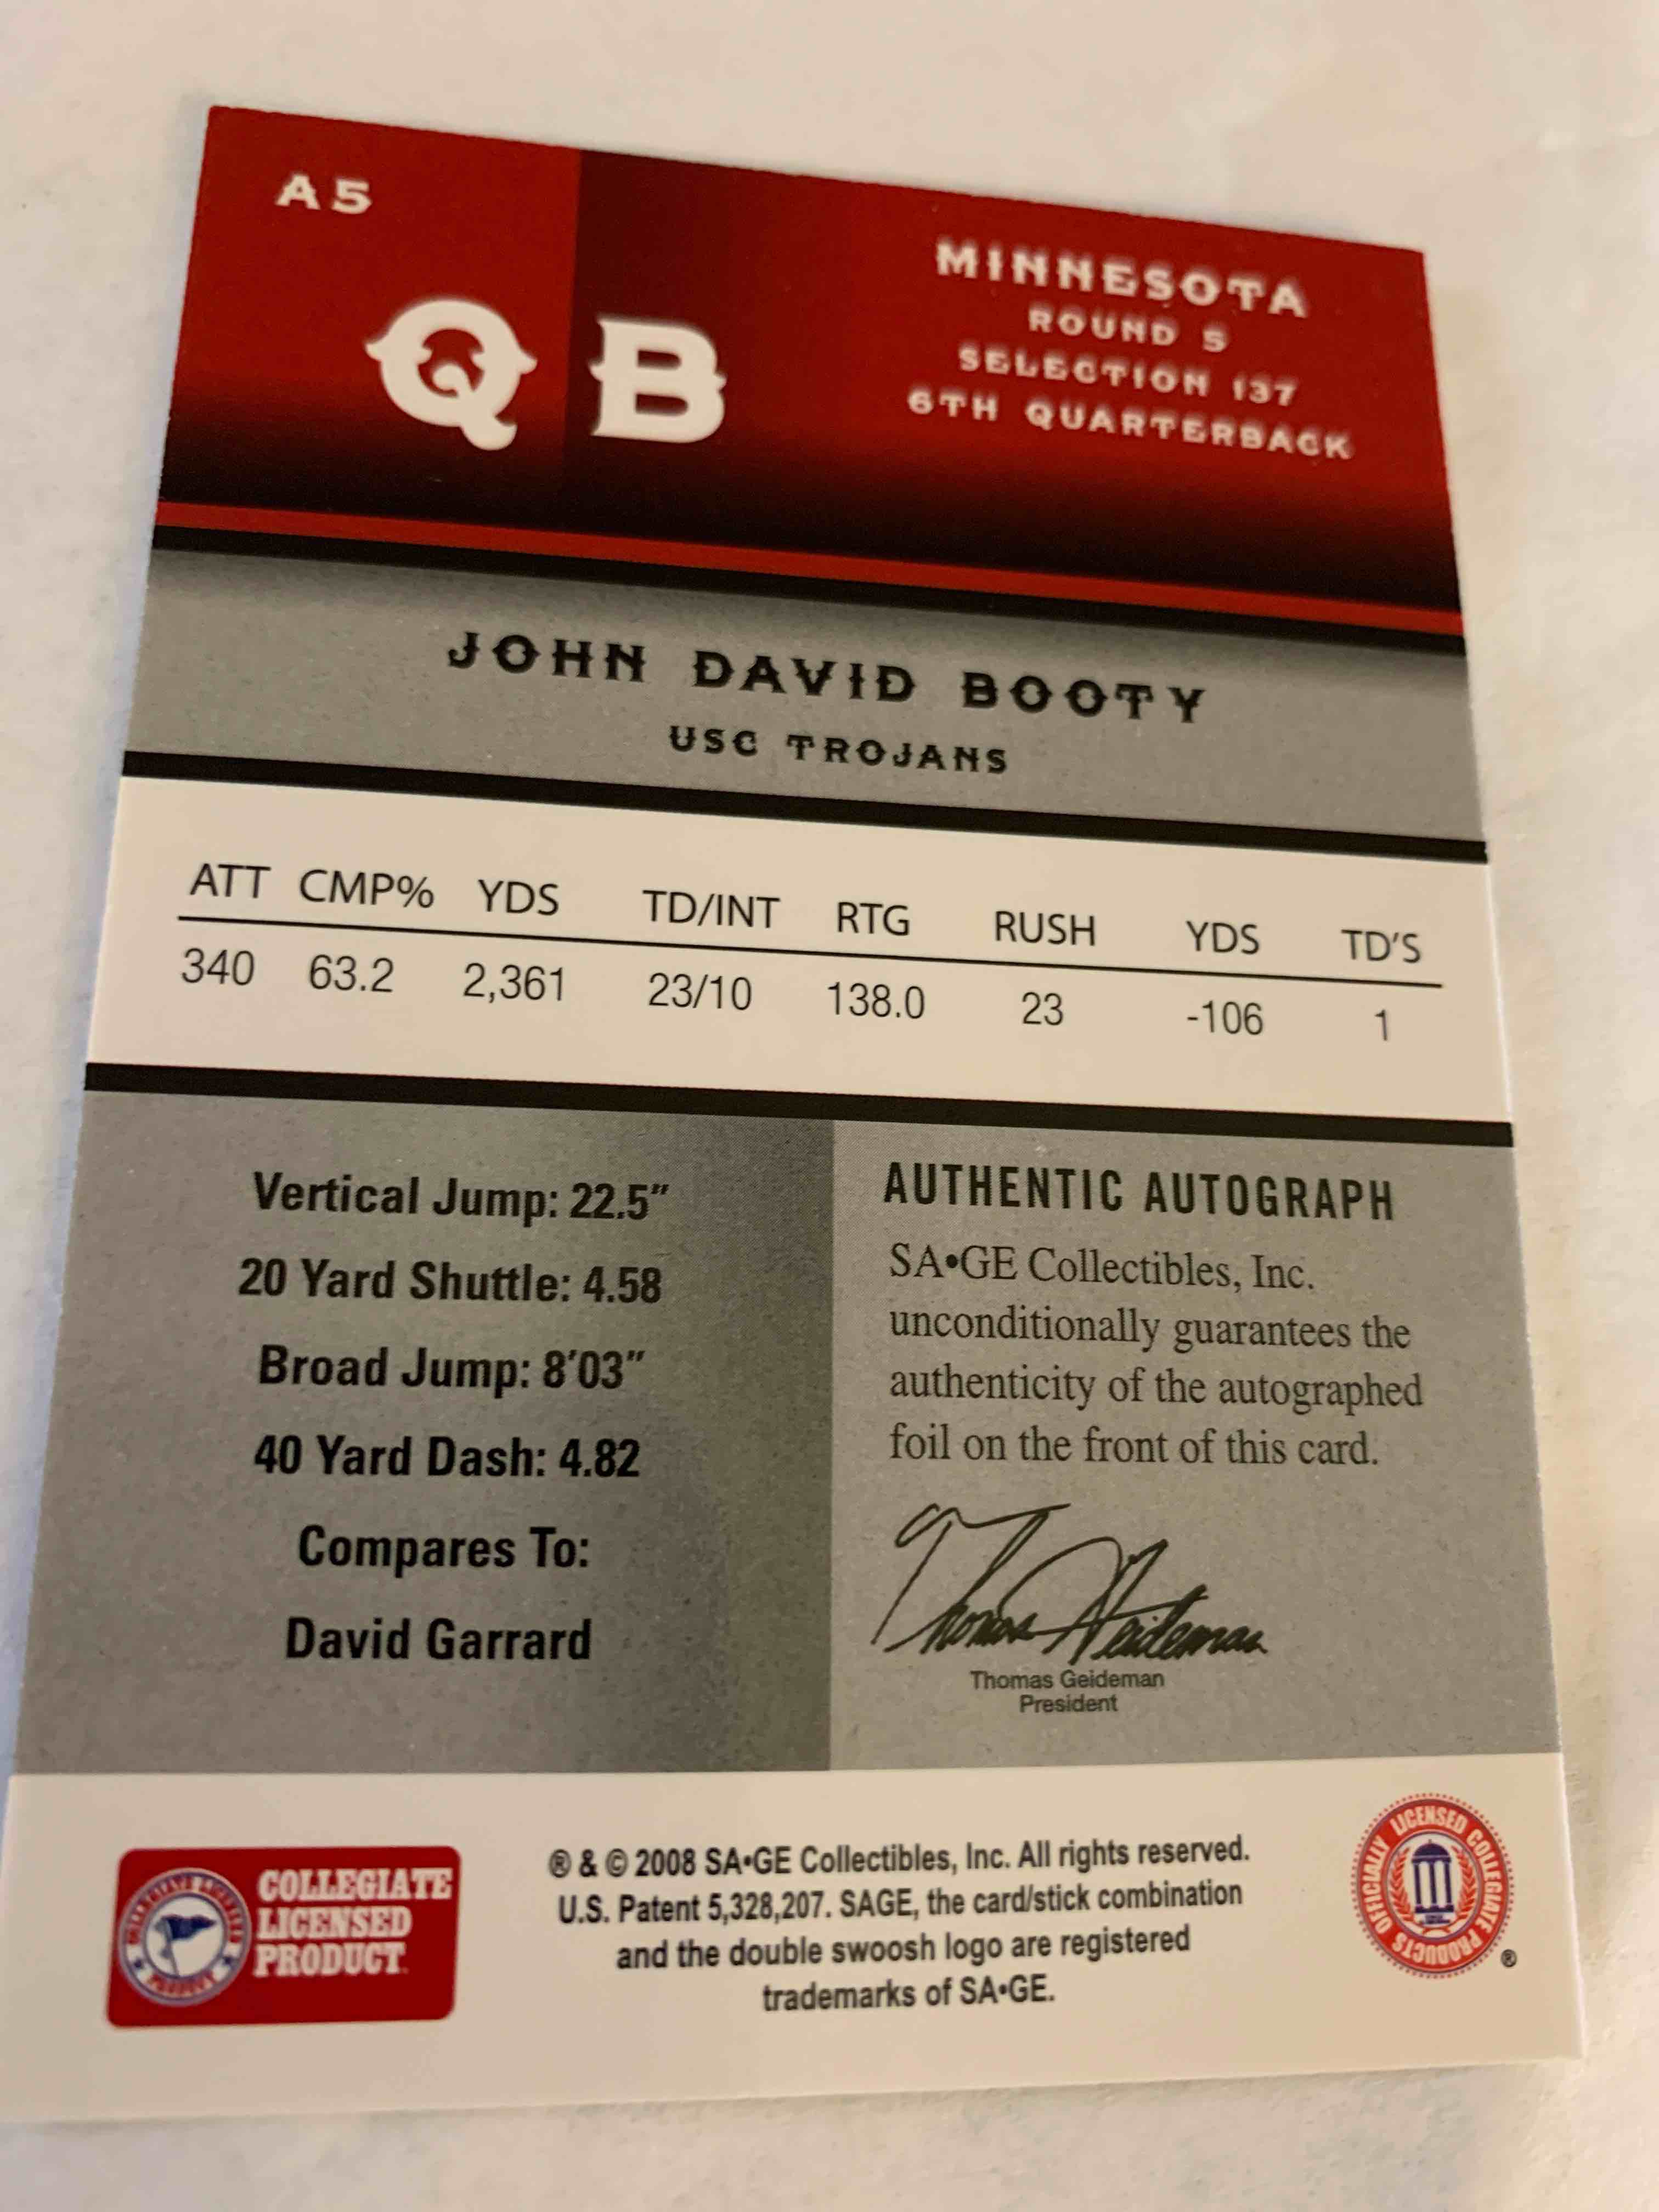 A5
QB
MINNESOTA
ROUND 5
SELECTION 137
6TH QUARTERBACK
JOHN DAVID BOOTY
USC TROJANS
ATT CMP% YDS TD/INT RTG RUSH YDS TD'S
340 63.2 2,361 23/10 138.0 23 -106 1
Vertical Jump: 22.5"
20 Yard Shuttle: 4.58
Broad Jump: 8'03"
40 Yard Dash: 4.82
Compares To:
David Garrard
AUTHENTIC AUTOGRAPH
SA•GE Collectibles, Inc.
unconditionally guarantees the
authenticity of the autographed
foil on the front of this card.
Thomas Geideman
Thomas Geideman
President
COLLEGIATE LICENSED PRODUCT
COLLEGIATE
LICENSED
PRODUCT
® & © 2008 SA•GE Collectibles, Inc. All rights reserved.
U.S. Patent 5,328,207. SAGE, the card/stick combination
and the double swoosh logo are registered
trademarks of SA•GE.
OFFICIALLY LICENSED COLLEGIATE PRODUCTS
®